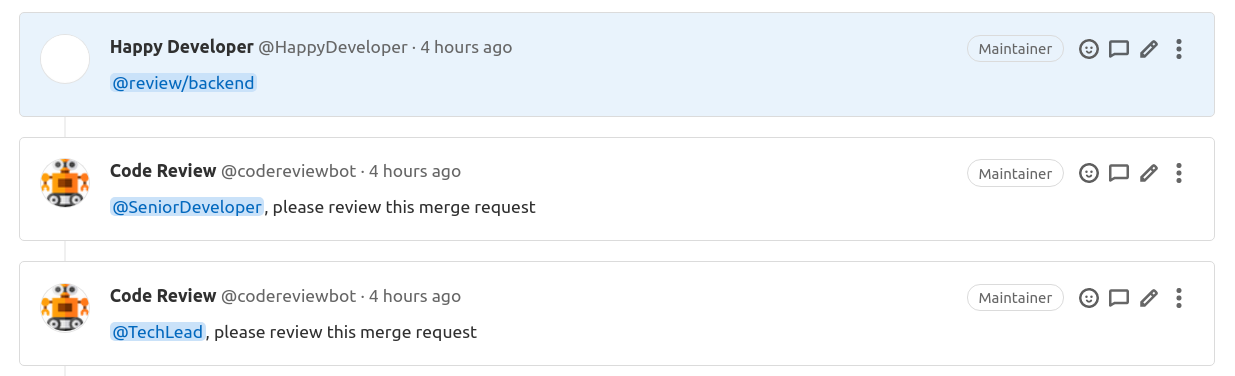 Happy Developer @HappyDeveloper · 4 hours ago Maintainer
@review/backend
Code Review @codereviewbot · 4 hours ago Maintainer
@SeniorDeveloper, please review this merge request
Code Review @codereviewbot · 4 hours ago Maintainer
@TechLead, please review this merge request